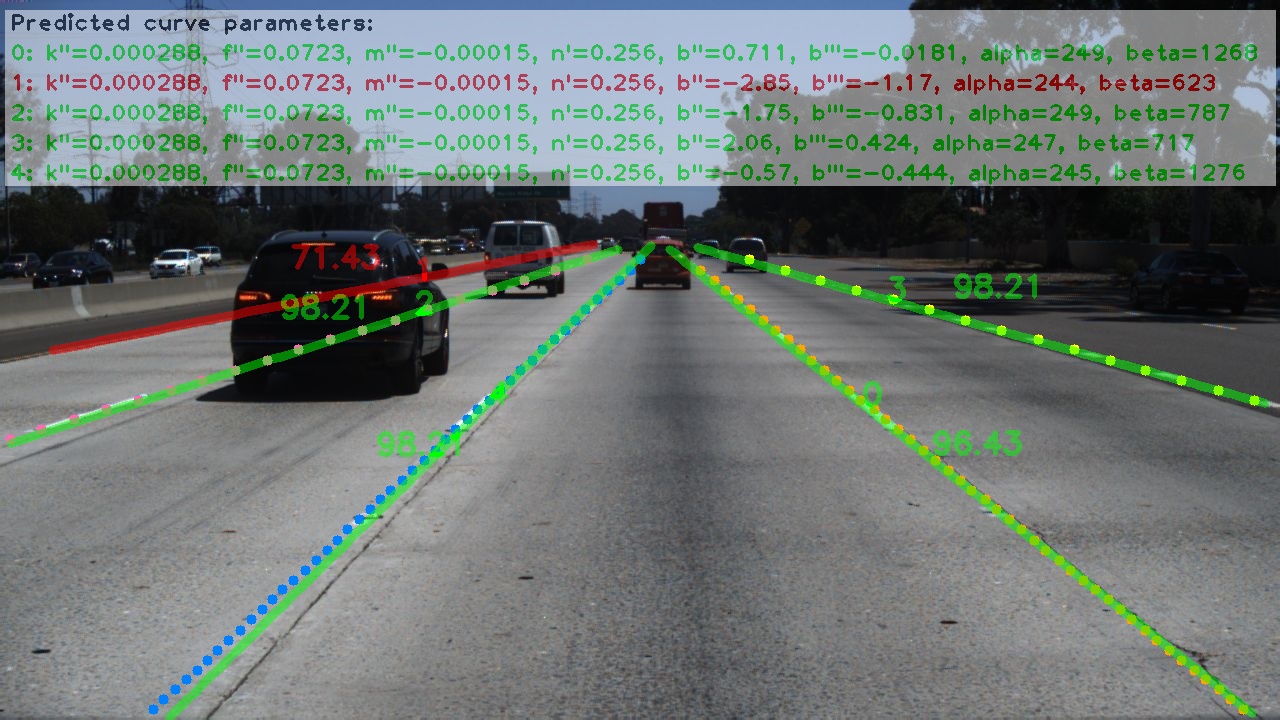 Predicted curve parameters:
0: k''=0.000288, f''=0.0723, m''=-0.00015, n'=0.256, b''=0.711, b'''=-0.0181, alpha=249, beta=1268
1: k''=0.000288, f''=0.0723, m''=-0.00015, n'=0.256, b''=-2.85, b'''=-1.17, alpha=244, beta=623
2: k''=0.000288, f''=0.0723, m''=-0.00015, n'=0.256, b''=-1.75, b'''=-0.831, alpha=249, beta=787
3: k''=0.000288, f''=0.0723, m''=-0.00015, n'=0.256, b''=2.06, b'''=0.424, alpha=247, beta=717
4: k''=0.000288, f''=0.0723, m''=-0.00015, n'=0.256, b''=-0.57, b'''=-0.444, alpha=245, beta=1276
71.43
98.21 2
3 98.21
0
98.21
96.43